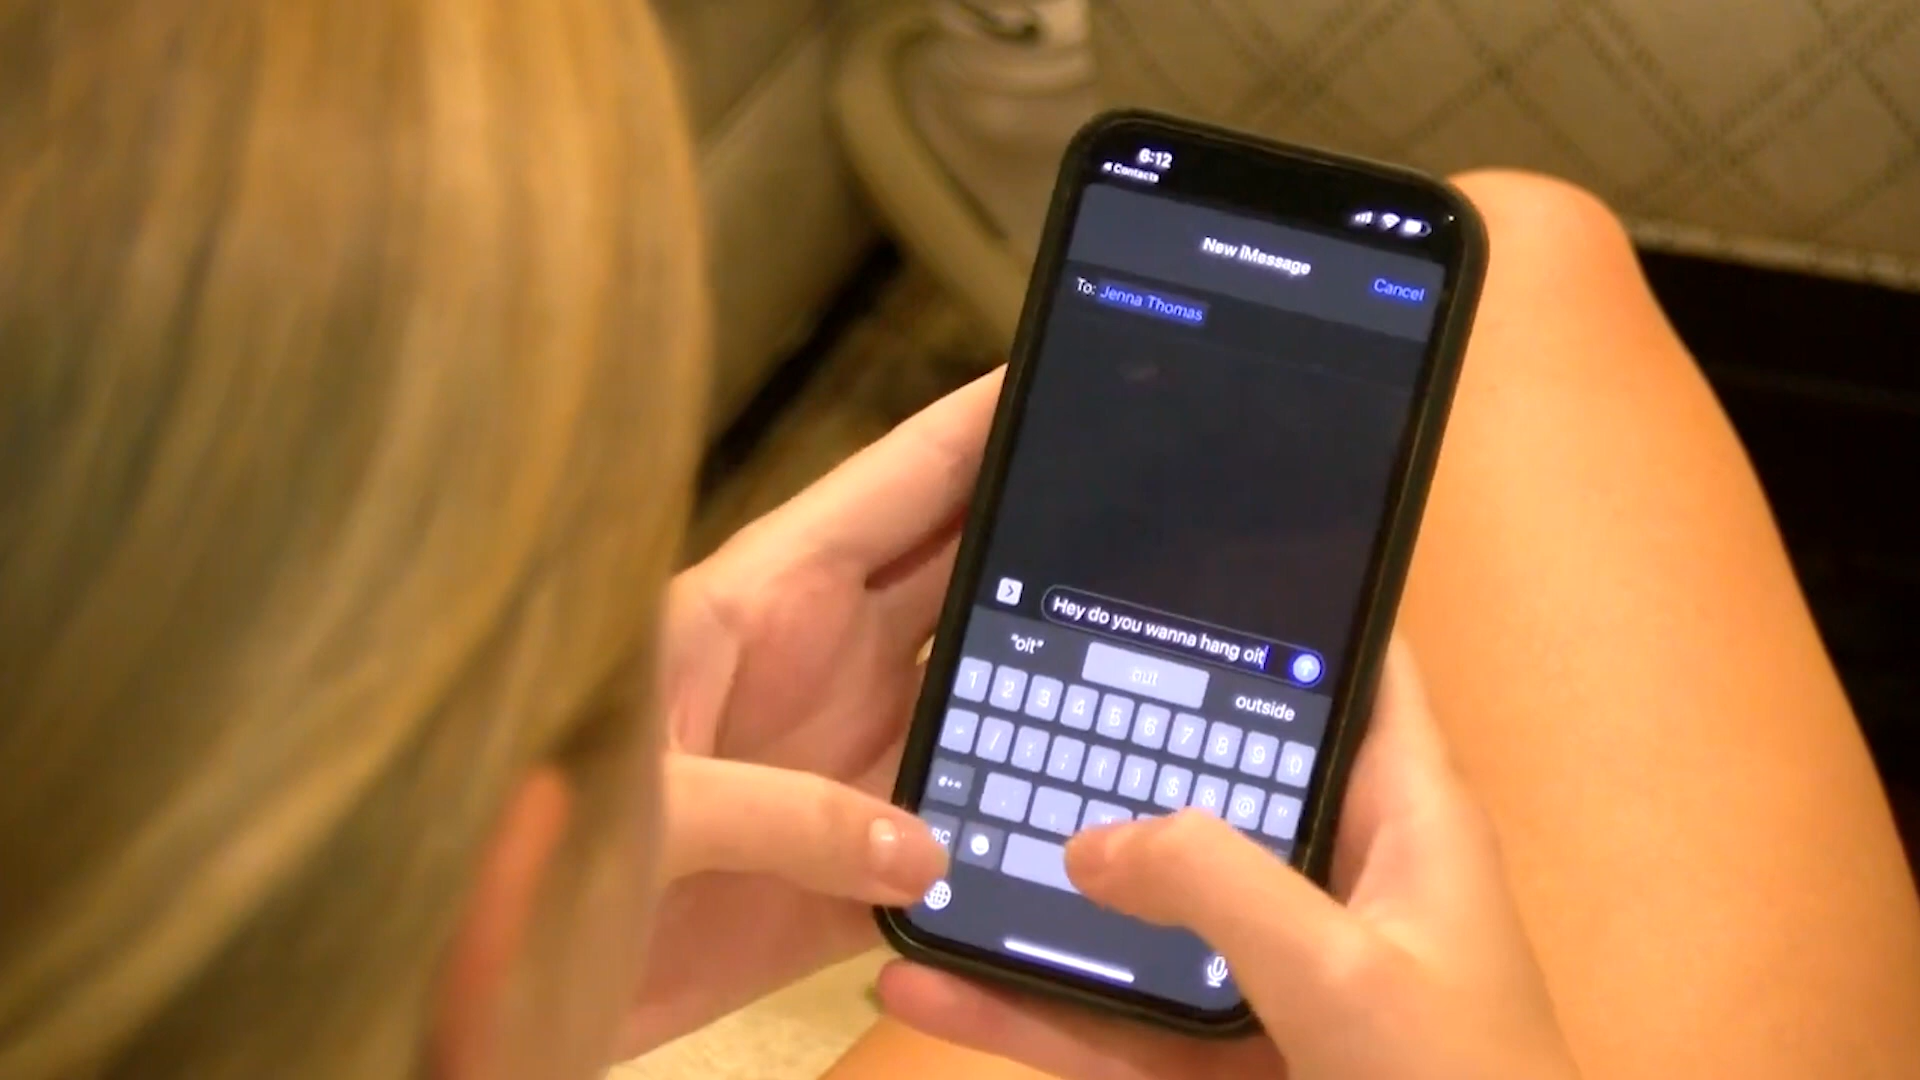 6:12
Contacts
New iMessage
Cancel
To: Jenna Thomas
Hey do you wanna hang oit
"oit" out outside
1 2 3 4 5 6 7 8 9 0
- / : ; ( ) $ & @ "
#+= . ,
BC